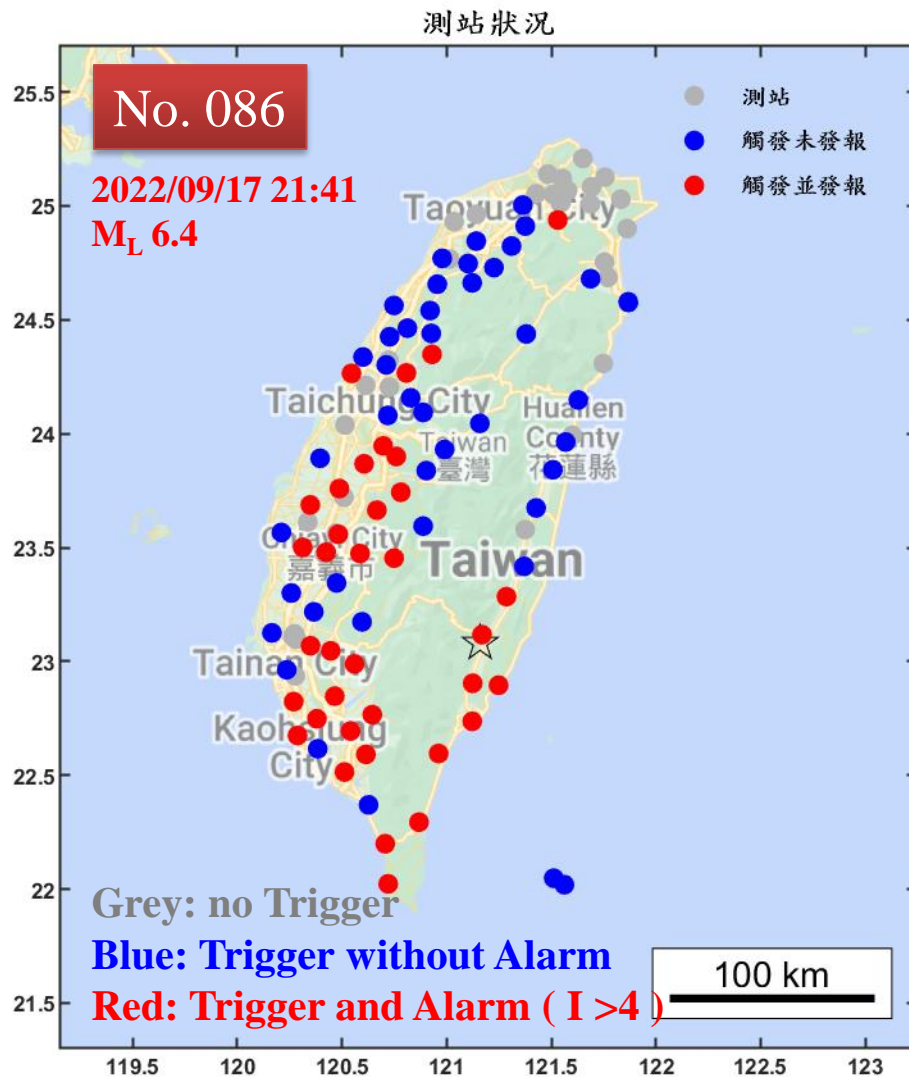 測站狀況
No. 086
2022/09/17 21:41
M_L 6.4
測站
觸發未發報
觸發並發報
25.5
25
24.5
24
23.5
23
22.5
22
21.5
Taoyuan City
Taichung City
Hualien
County
花蓮縣
Taiwan
臺灣
Chiayi City
嘉義市
Taiwan
Tainan City
Kaohsiung
City
Grey: no Trigger
Blue: Trigger without Alarm
Red: Trigger and Alarm ( I >4 )
100 km
119.5 120 120.5 121 121.5 122 122.5 123